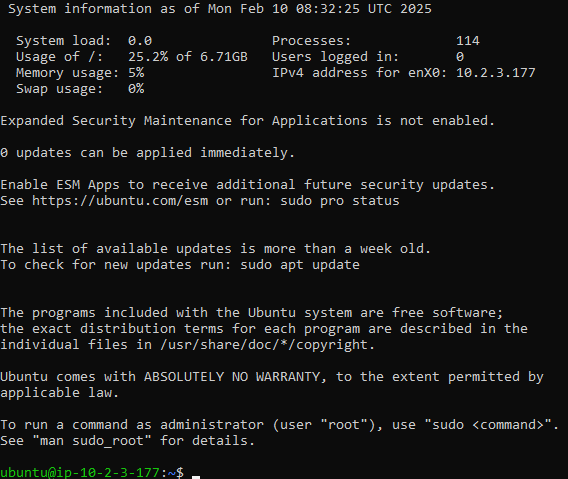 System information as of Mon Feb 10 08:32:25 UTC 2025
System load:  0.0                Processes:             114
Usage of /:   25.2% of 6.71GB    Users logged in:       0
Memory usage: 5%                 IPv4 address for enX0: 10.2.3.177
Swap usage:   0%
Expanded Security Maintenance for Applications is not enabled.
0 updates can be applied immediately.
Enable ESM Apps to receive additional future security updates.
See https://ubuntu.com/esm or run: sudo pro status
The list of available updates is more than a week old.
To check for new updates run: sudo apt update
The programs included with the Ubuntu system are free software;
the exact distribution terms for each program are described in the
individual files in /usr/share/doc/*/copyright.
Ubuntu comes with ABSOLUTELY NO WARRANTY, to the extent permitted by
applicable law.
To run a command as administrator (user "root"), use "sudo <command>".
See "man sudo_root" for details.
ubuntu@ip-10-2-3-177:~$